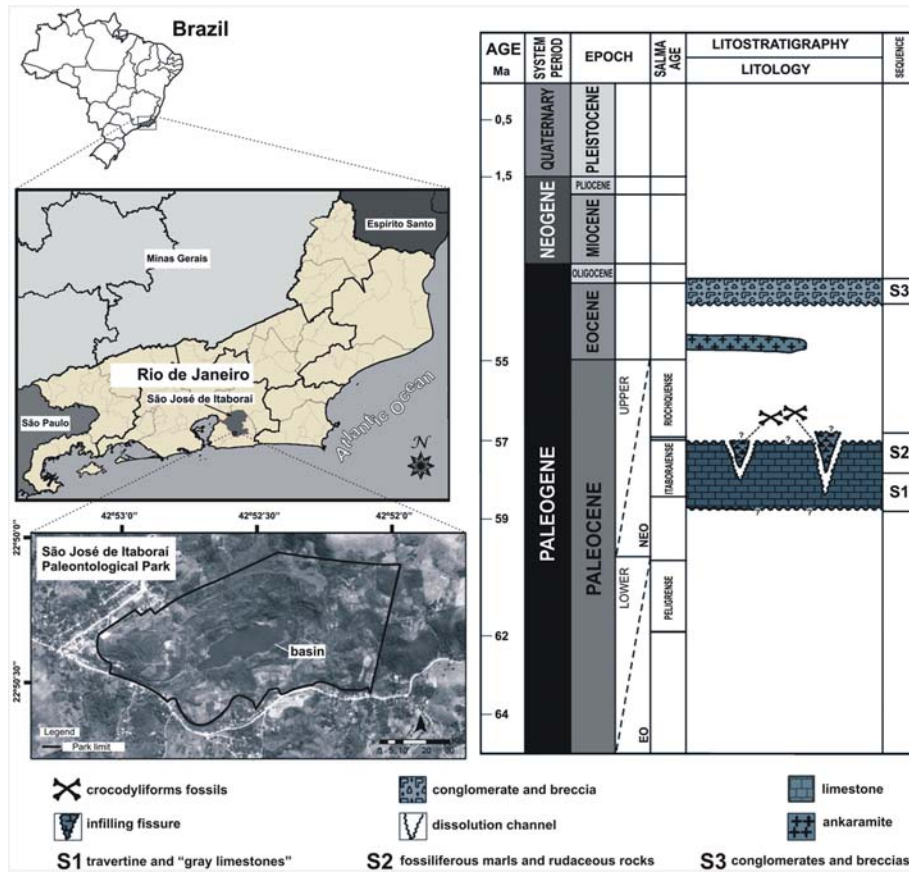 Brazil
Espírito Santo
Minas Gerais
Rio de Janeiro
São José de Itaboraí
São Paulo
Atlantic Ocean
N
42°53'0"
42°52'30"
42°52'0"
22°50'0"
22°50'30"
São José de Itaboraí
Paleontological Park
basin
Legend
Park limit
0 5 10 20 30
AGE
Ma
SYSTEM
PERIOD
EPOCH
SALMA
AGE
LITOSTRATIGRAPHY
LITOLOGY
SEQUENCE
0,5
1,5
55
57
59
62
64
QUATERNARY
NEOGENE
PALEOGENE
PLEISTOCENE
PLIOCENE
MIOCENE
OLIGOCENE
EOCENE
PALEOCENE
UPPER
NEO
LOWER
EO
RIOCHIQUENSE
ITABORAIENSE
PELIGRENSE
? ? ?
? ?
S3
S2
S1
crocodyliforms fossils
conglomerate and breccia
limestone
infilling fissure
dissolution channel
ankaramite
S1 travertine and "gray limestones"
S2 fossiliferous marls and rudaceous rocks
S3 conglomerates and breccias